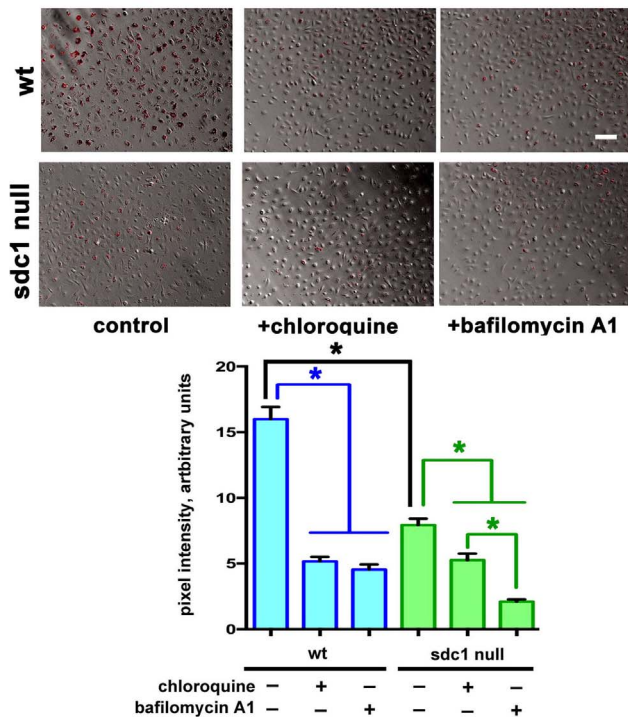 wt
sdc1 null
control +chloroquine +bafilomycin A1
pixel intensity, artbitrary units
20
15
10
5
0
*
*
*
*
wt sdc1 null
chloroquine – + – – + –
bafilomycin A1 – – + – – +